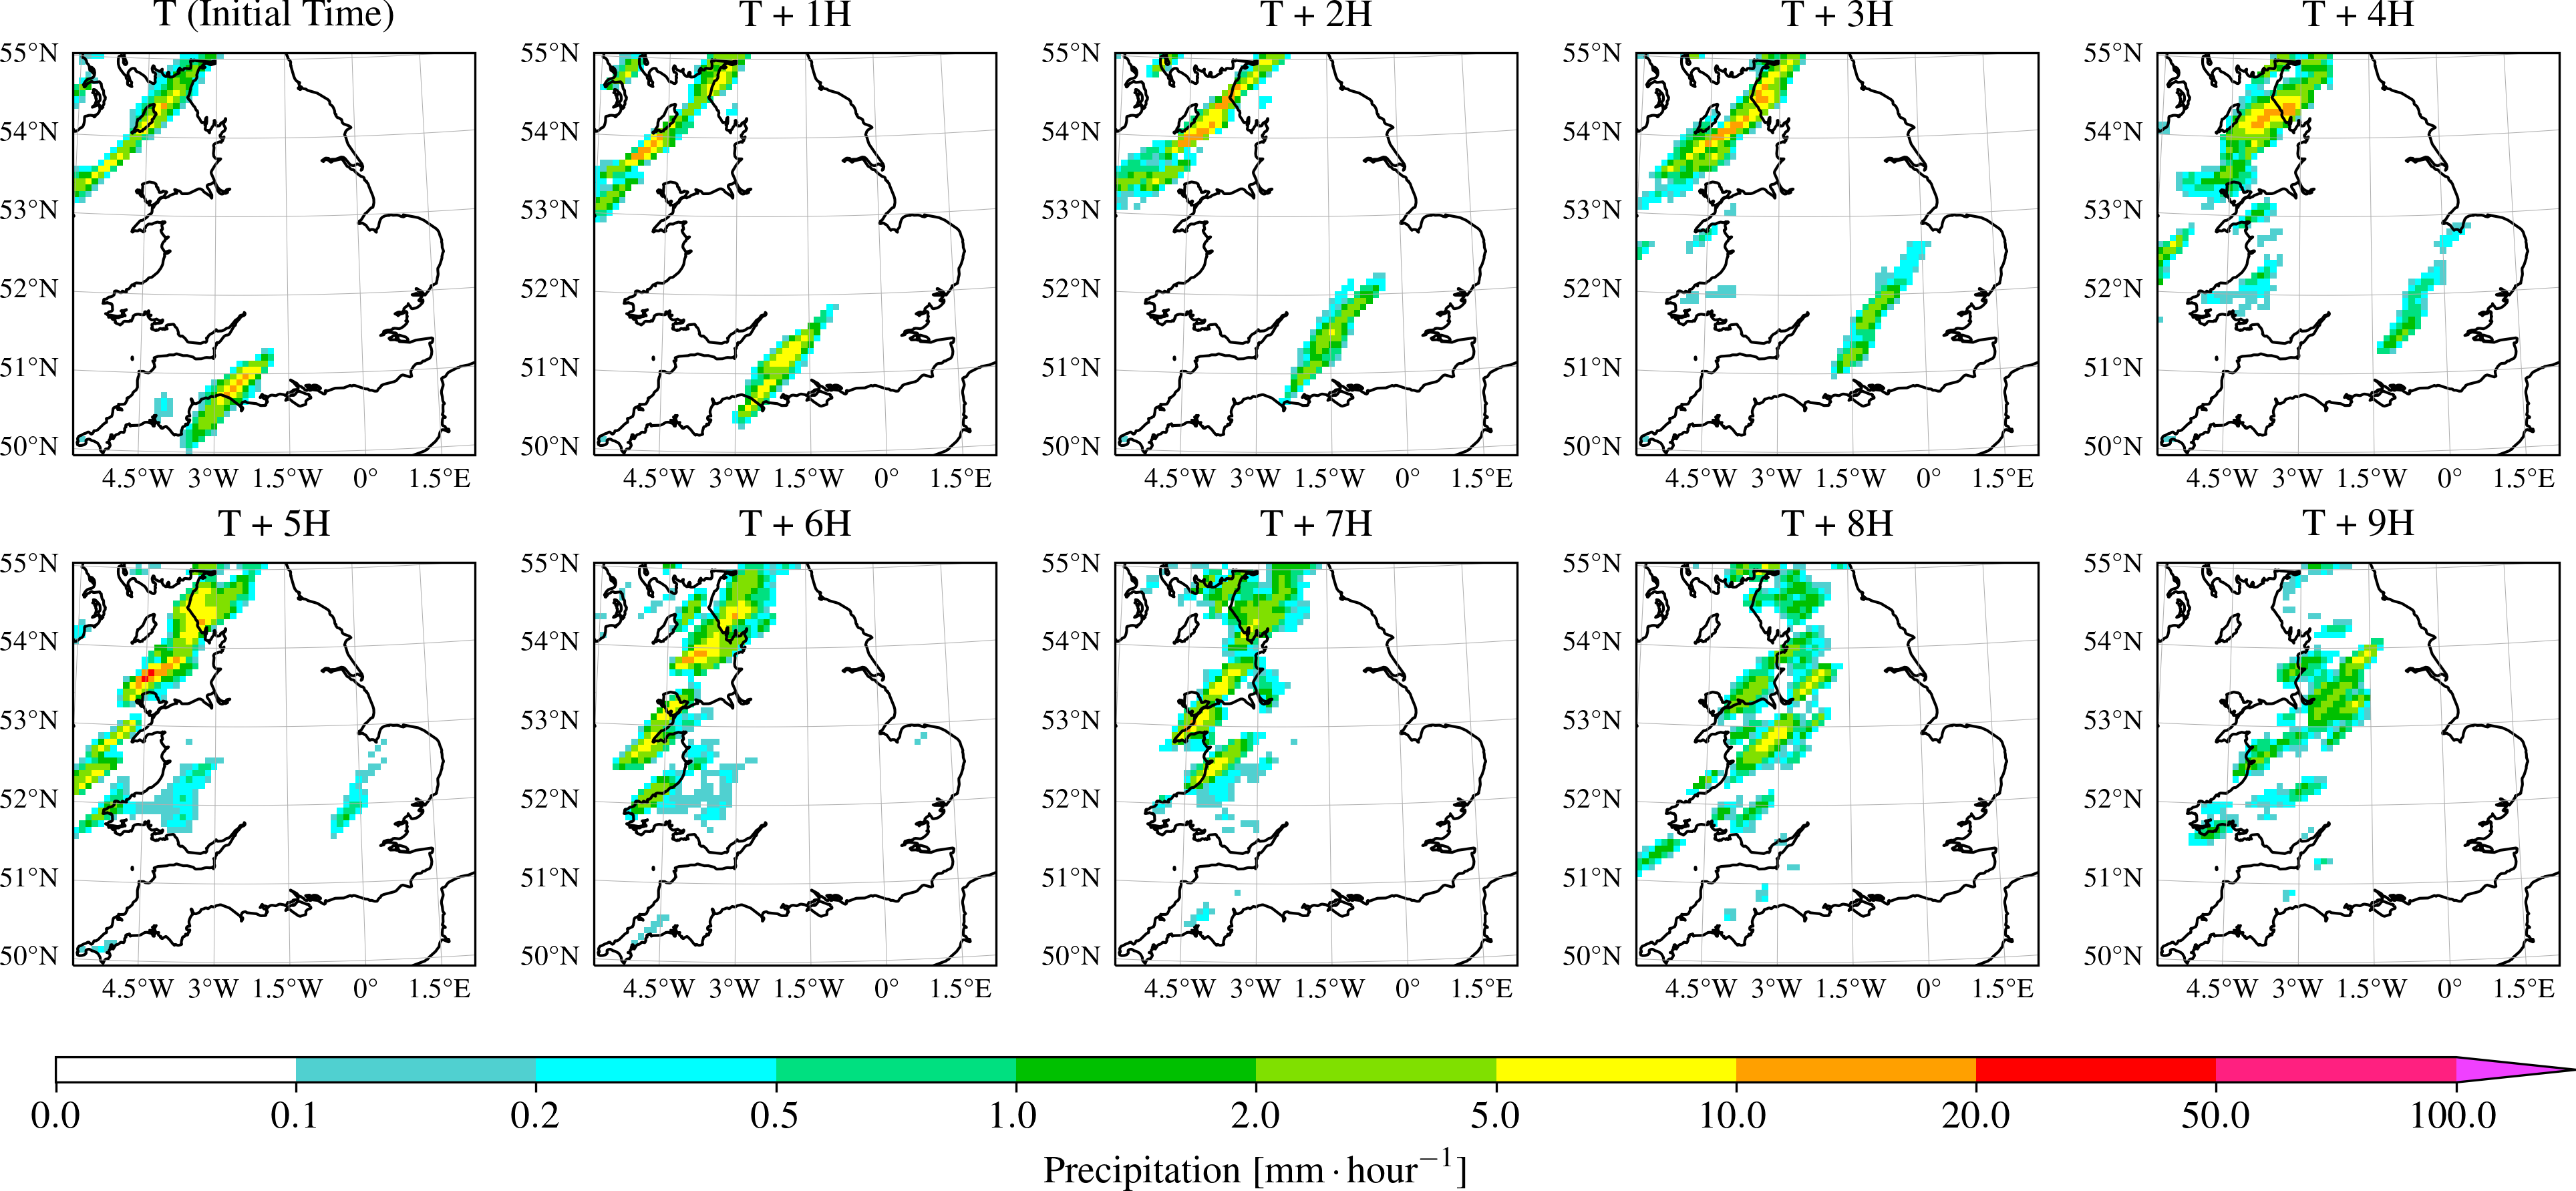 T (Initial Time) T + 1H T + 2H T + 3H T + 4H
55°N 55°N 55°N 55°N 55°N
54°N 54°N 54°N 54°N 54°N
53°N 53°N 53°N 53°N 53°N
52°N 52°N 52°N 52°N 52°N
51°N 51°N 51°N 51°N 51°N
50°N 50°N 50°N 50°N 50°N
4.5°W 3°W 1.5°W 0° 1.5°E 4.5°W 3°W 1.5°W 0° 1.5°E 4.5°W 3°W 1.5°W 0° 1.5°E 4.5°W 3°W 1.5°W 0° 1.5°E 4.5°W 3°W 1.5°W 0° 1.5°E
T + 5H T + 6H T + 7H T + 8H T + 9H
55°N 55°N 55°N 55°N 55°N
54°N 54°N 54°N 54°N 54°N
53°N 53°N 53°N 53°N 53°N
52°N 52°N 52°N 52°N 52°N
51°N 51°N 51°N 51°N 51°N
50°N 50°N 50°N 50°N 50°N
4.5°W 3°W 1.5°W 0° 1.5°E 4.5°W 3°W 1.5°W 0° 1.5°E 4.5°W 3°W 1.5°W 0° 1.5°E 4.5°W 3°W 1.5°W 0° 1.5°E 4.5°W 3°W 1.5°W 0° 1.5°E
0.0 0.1 0.2 0.5 1.0 2.0 5.0 10.0 20.0 50.0 100.0
Precipitation [mm · hour⁻¹]